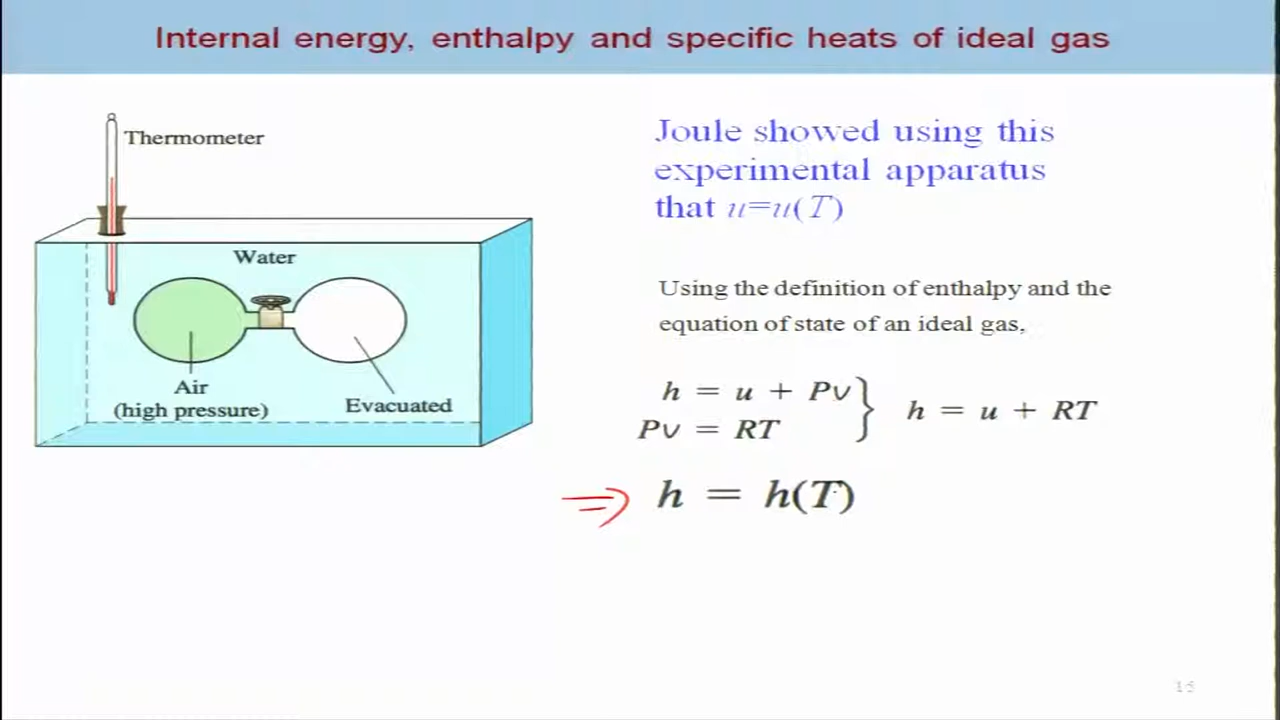 Internal energy, enthalpy and specific heats of ideal gas
Thermometer
Water
Air
(high pressure)
Evacuated
Joule showed using this
experimental apparatus
that u=u(T)
Using the definition of enthalpy and the
equation of state of an ideal gas,
h = u + Pv
Pv = RT
} h = u + RT
⇒ h = h(T)
15